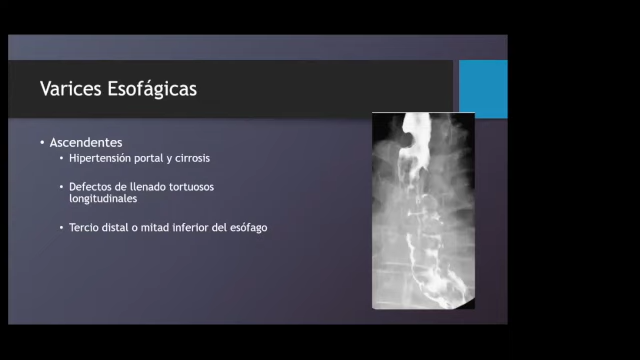 Varices Esofágicas
• Ascendentes
• Hipertensión portal y cirrosis
• Defectos de llenado tortuosos
longitudinales
• Tercio distal o mitad inferior del esófago